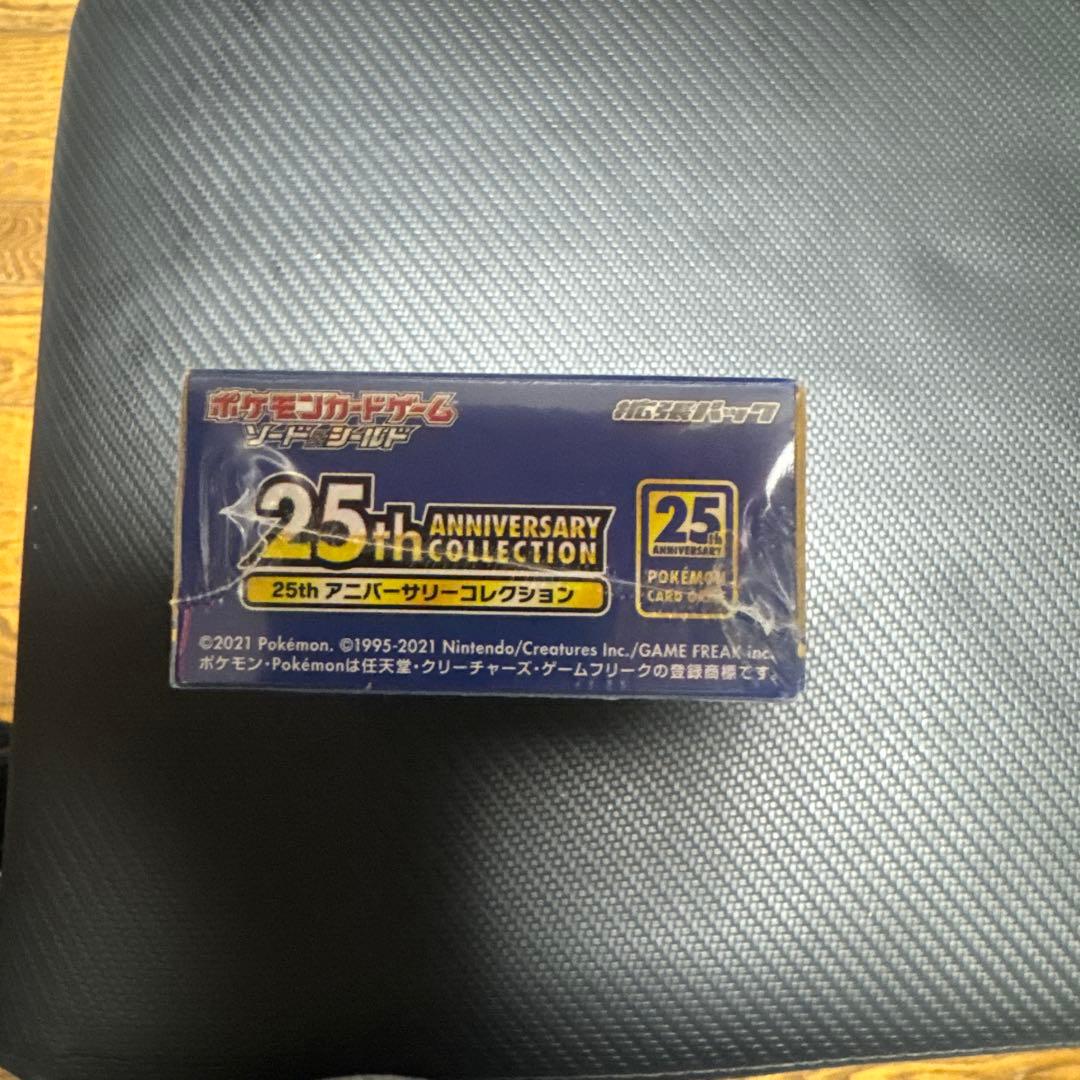 ポケモンカードゲーム
ソード&シールド
拡張パック
25th ANNIVERSARY
COLLECTION
25th アニバーサリーコレクション
25th
ANNIVERSARY
POKÉMON
CARD GAME
©2021 Pokémon. ©1995-2021 Nintendo/Creatures Inc./GAME FREAK inc.
ポケモン・Pokémonは任天堂・クリーチャーズ・ゲームフリークの登録商標です。